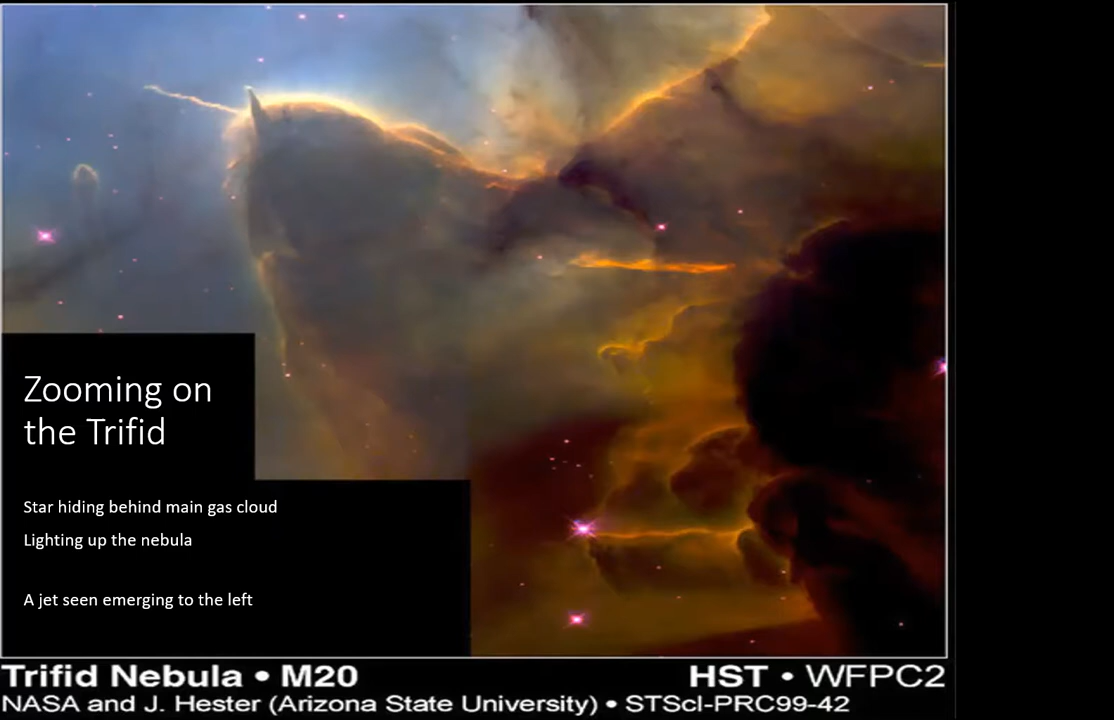 Zooming on
the Trifid
Star hiding behind main gas cloud
Lighting up the nebula
A jet seen emerging to the left
Trifid Nebula • M20
HST • WFPC2
NASA and J. Hester (Arizona State University) • STScI-PRC99-42